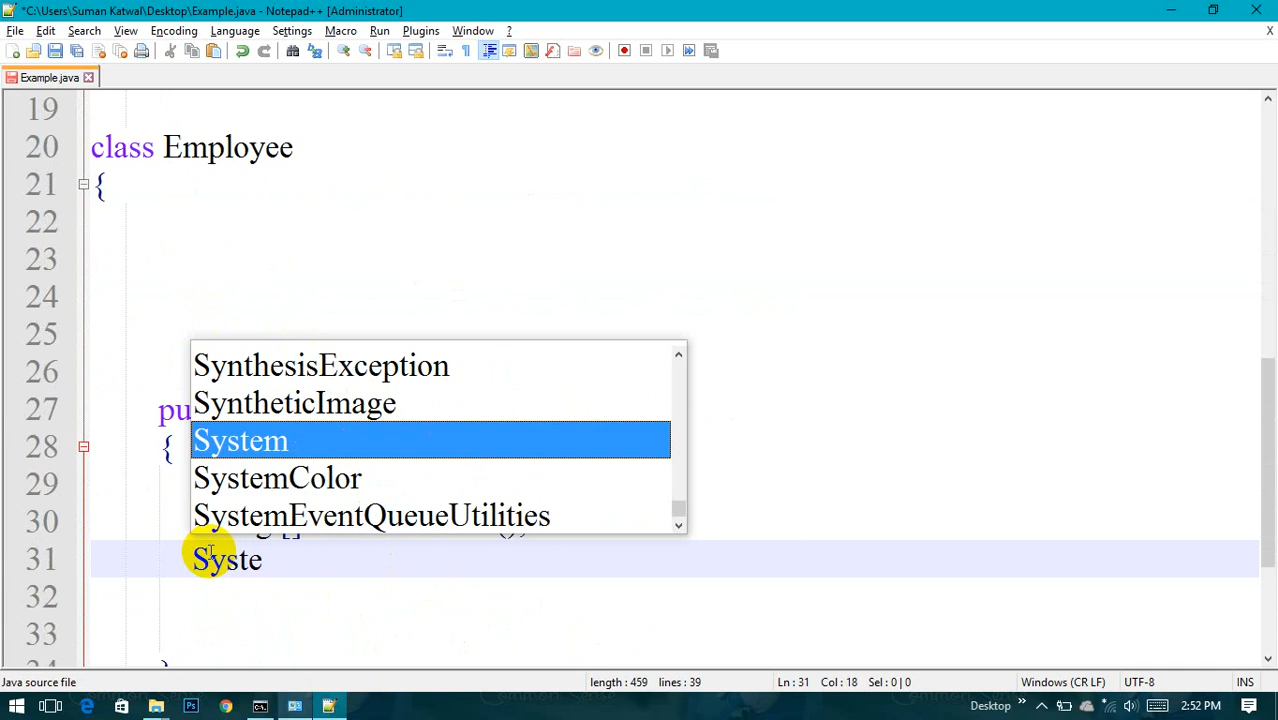 *C:\Users\Suman Katwal\Desktop\Example.java - Notepad++ [Administrator]
File Edit Search View Encoding Language Settings Macro Run Plugins Window ? X
Example.java
19
20 class Employee
21 {
22
23
24
25
SynthesisException
26
SyntheticImage
27 pu
System
28 {
SystemColor
29
SystemEventQueueUtilities
30
31 Syste
32
33
Java source file length : 459 lines : 39 Ln : 31 Col : 18 Sel : 0 | 0 Windows (CR LF) UTF-8 INS
Desktop 2:52 PM